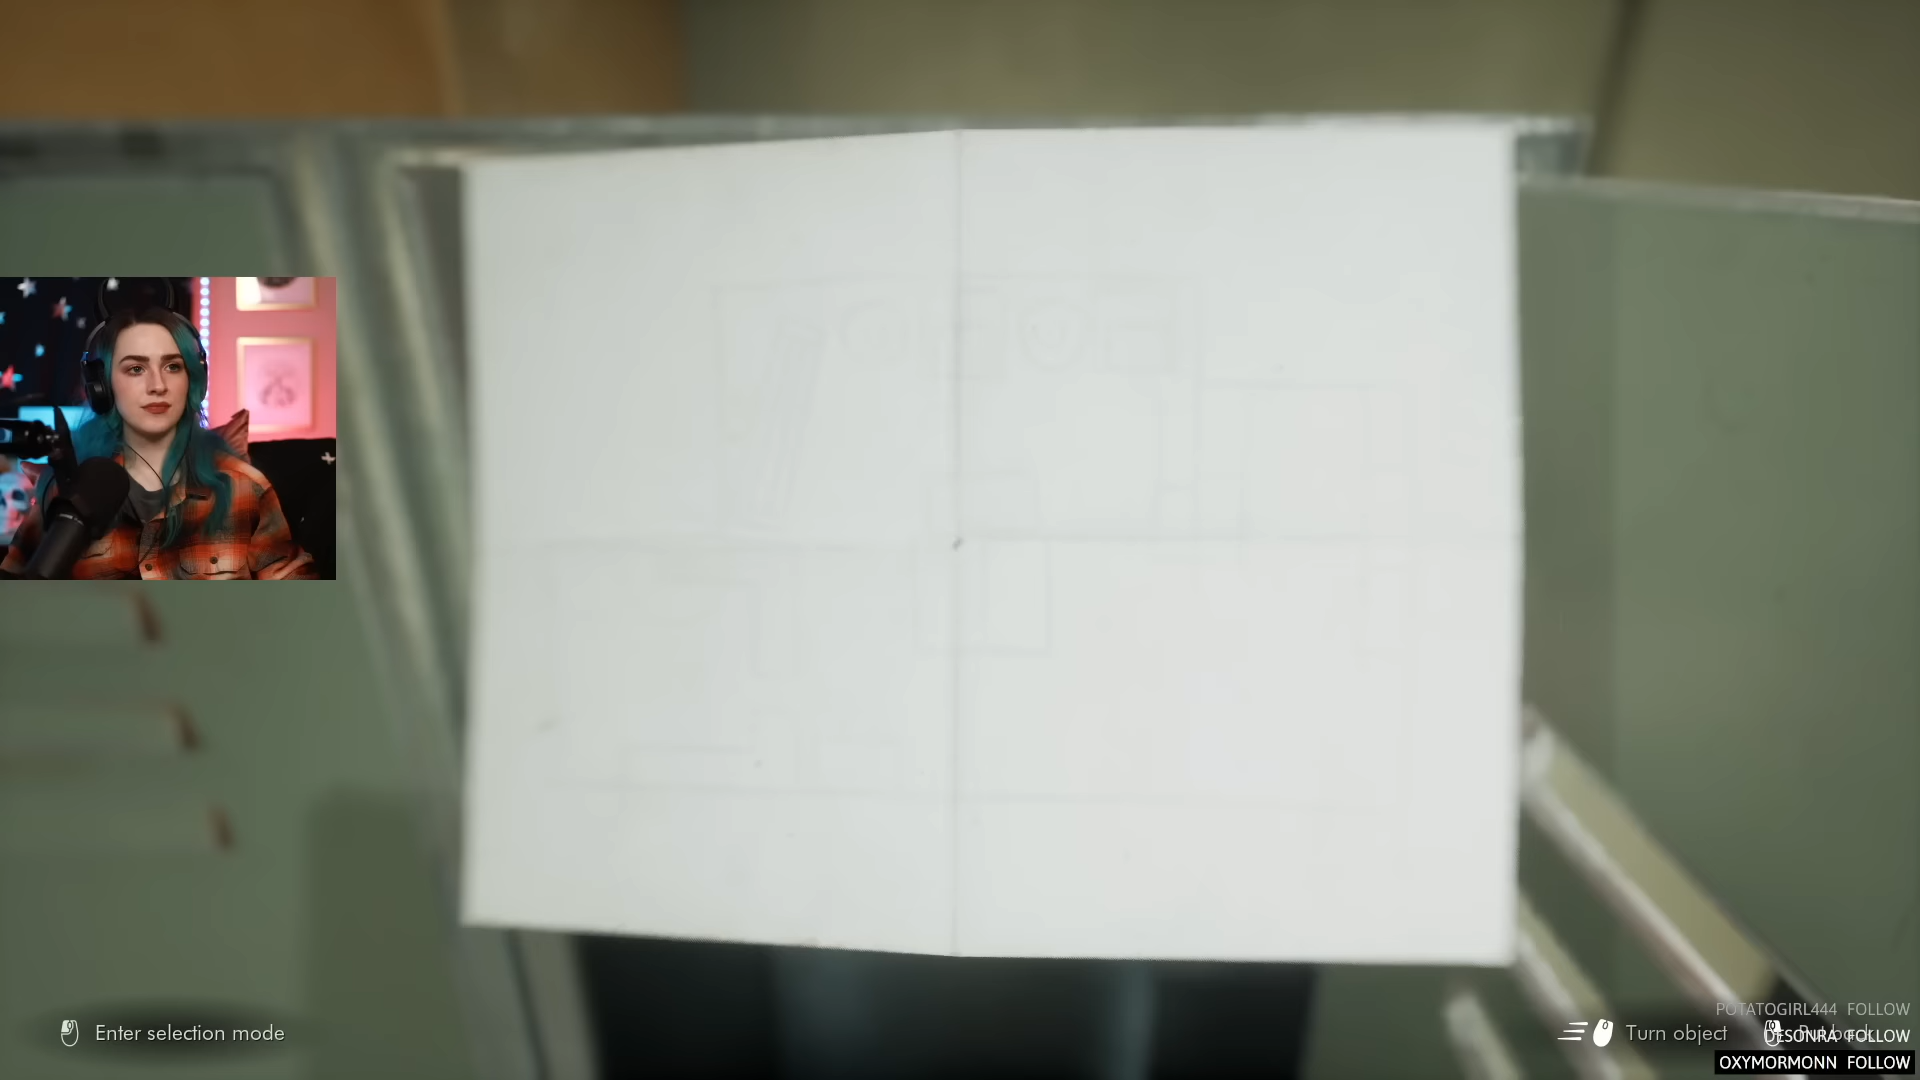 Enter selection mode
Turn object
POTATOGIRL444 FOLLOW
DESONRA FOLLOW
OXYMORMONN FOLLOW